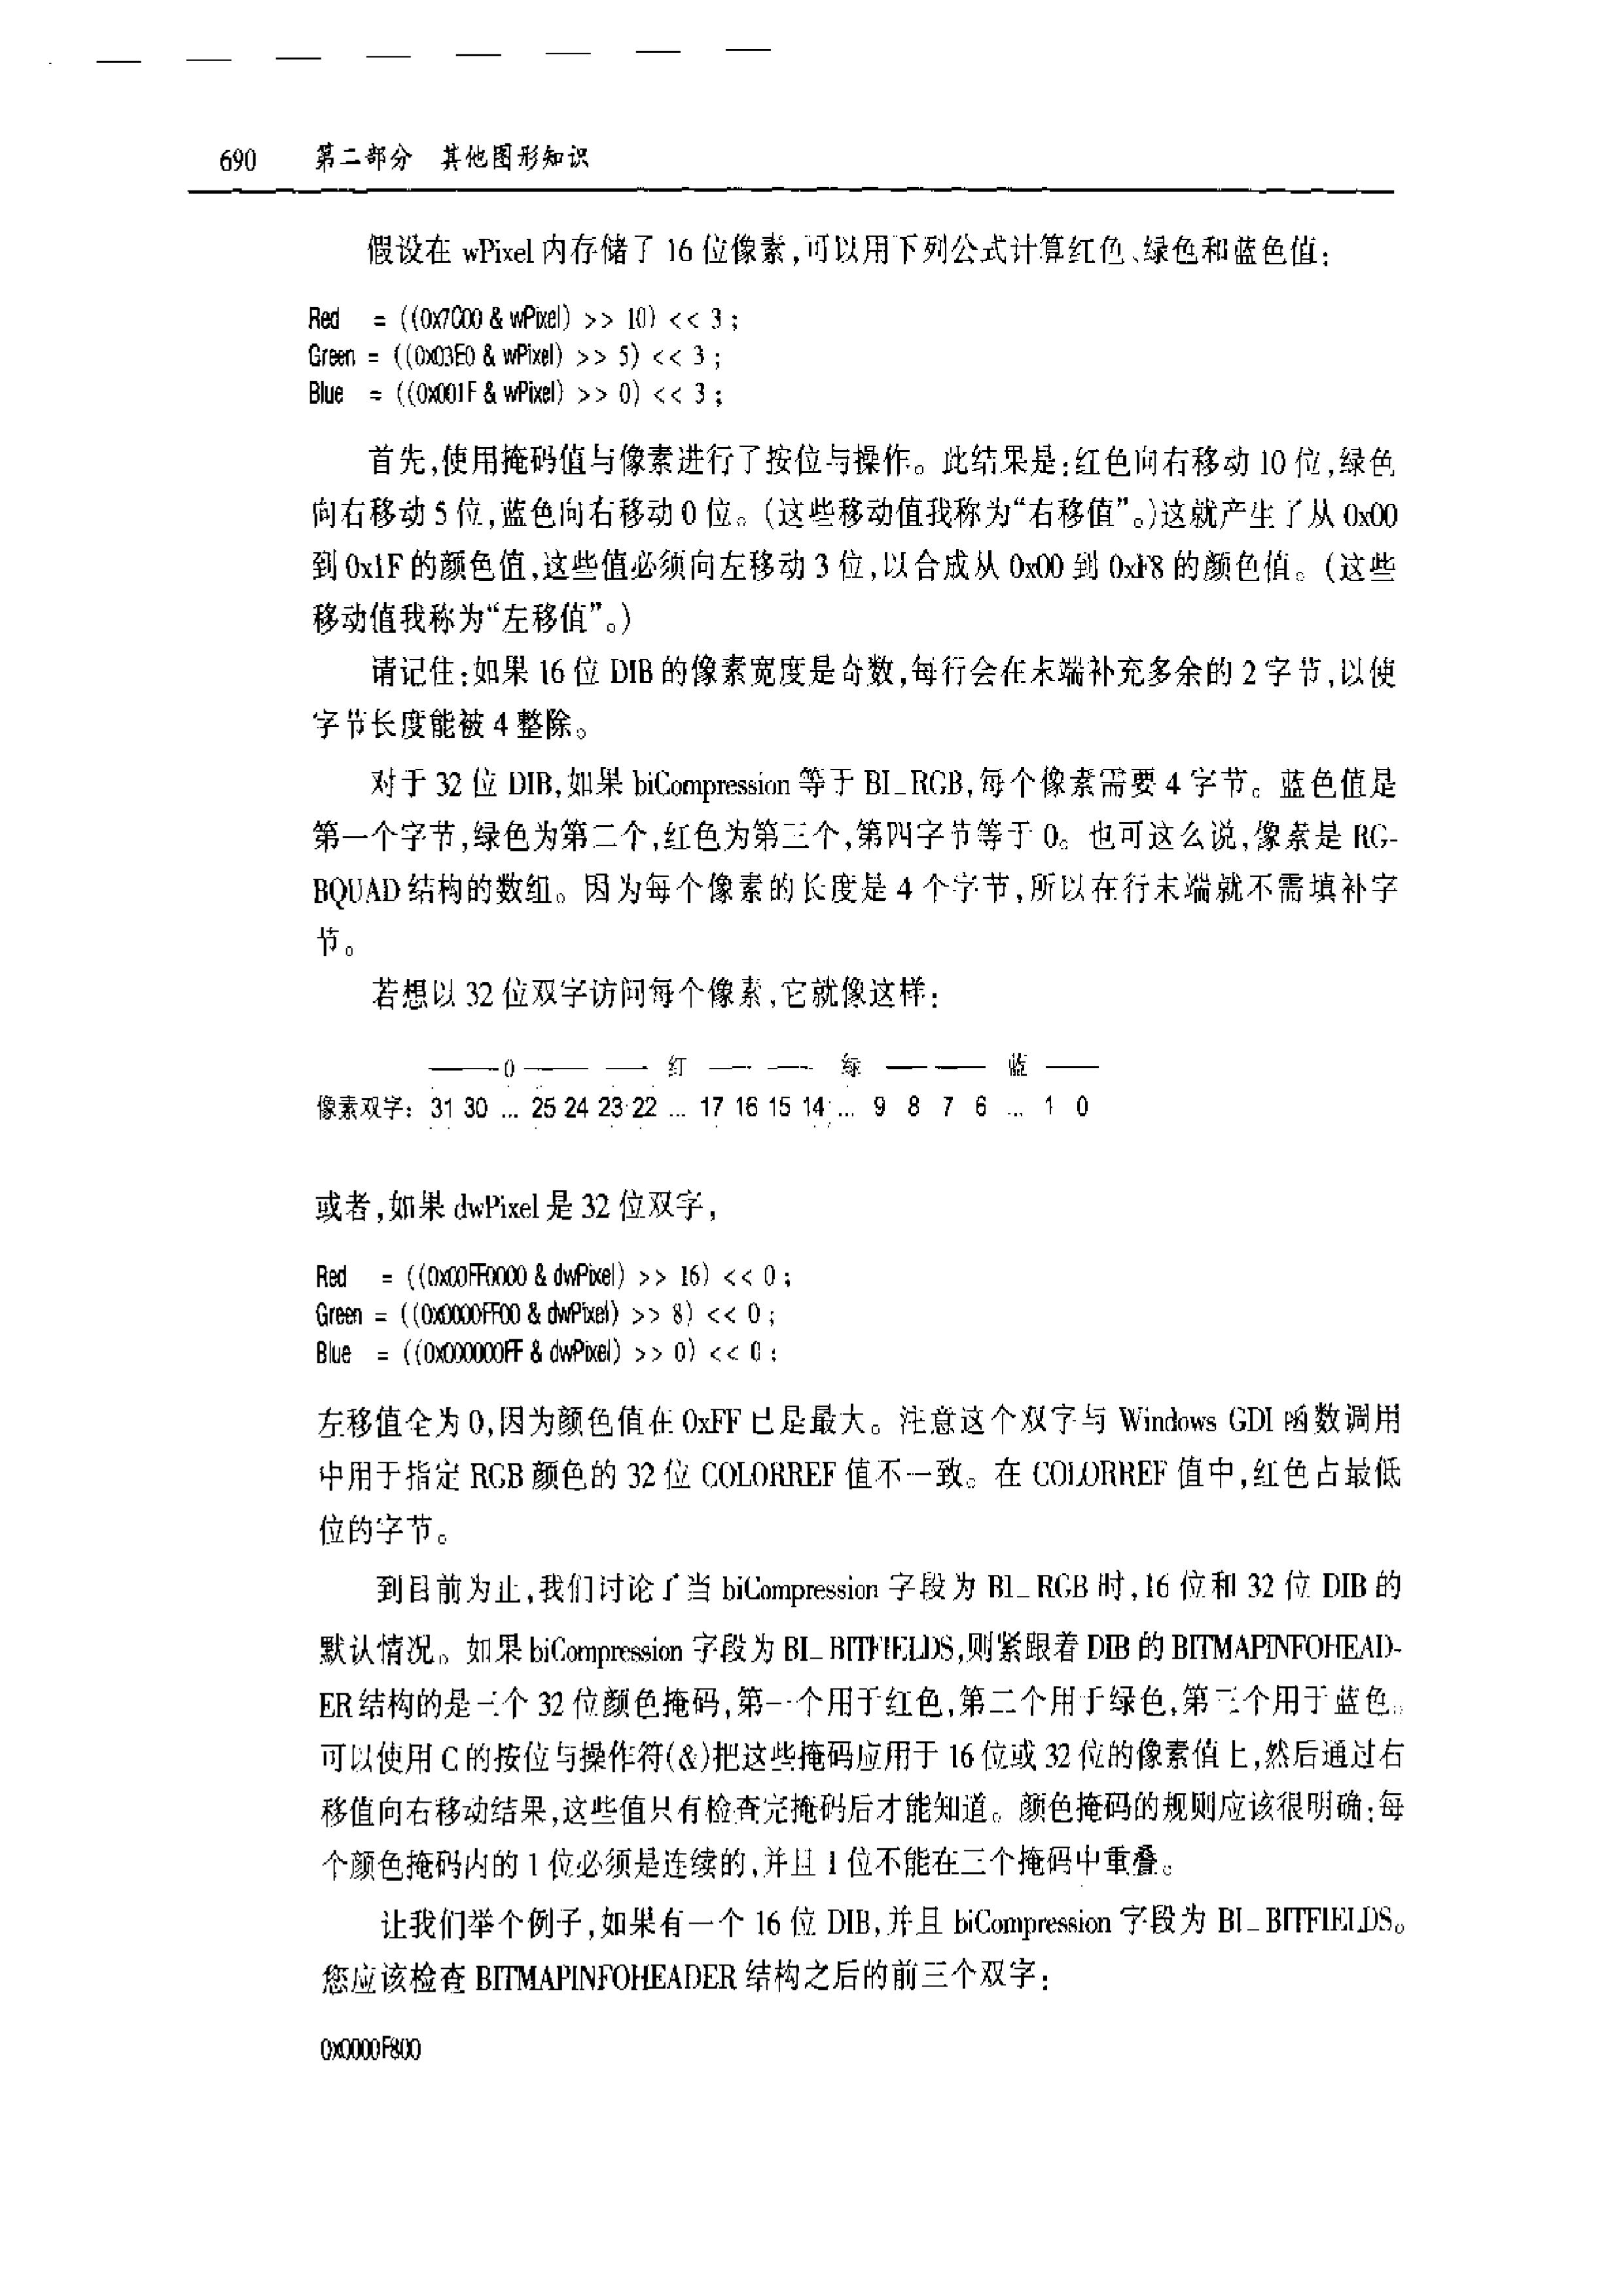 690 第二部分 其他图形知识
假设在 wPixel 内存储了 16 位像素,可以用下列公式计算红色、绿色和蓝色值:
Red = ((0x7C00 & wPixel) >> 10) << 3 ;
Green = ((0x03E0 & wPixel) >> 5) << 3 ;
Blue = ((0x001F & wPixel) >> 0) << 3 ;
首先,使用掩码值与像素进行了按位与操作。此结果是:红色向右移动 10 位,绿色
向右移动 5 位,蓝色向右移动 0 位。(这些移动值我称为“右移值”。)这就产生了从 0x00
到 0x1F 的颜色值,这些值必须向左移动 3 位,以合成从 0x00 到 0xF8 的颜色值。(这些
移动值我称为“左移值”。)
请记住:如果 16 位 DIB 的像素宽度是奇数,每行会在末端补充多余的 2 字节,以使
字节长度能被 4 整除。
对于 32 位 DIB,如果 biCompression 等于 BI_RGB,每个像素需要 4 字节。蓝色值是
第一个字节,绿色为第二个,红色为第三个,第四字节等于 0。也可这么说,像素是 RG-
BQUAD 结构的数组。因为每个像素的长度是 4 个字节,所以在行末端就不需填补字
节。
若想以 32 位双字访问每个像素,它就像这样:
——0—— —— 红 —— —— 绿 —— —— 蓝 ——
像素双字: 31 30 ... 25 24 23 22 ... 17 16 15 14 ... 9 8 7 6 ... 1 0
或者,如果 dwPixel 是 32 位双字,
Red = ((0x00FF0000 & dwPixel) >> 16) << 0 ;
Green = ((0x0000FF00 & dwPixel) >> 8) << 0 ;
Blue = ((0x000000FF & dwPixel) >> 0) << 0 ;
左移值全为 0,因为颜色值在 0xFF 已是最大。注意这个双字与 Windows GDI 函数调用
中用于指定 RGB 颜色的 32 位 COLORREF 值不一致。在 COLORREF 值中,红色占最低
位的字节。
到目前为止,我们讨论了当 biCompression 字段为 BI_RGB 时,16 位和 32 位 DIB 的
默认情况。如果 biCompression 字段为 BI_BITFIELDS,则紧跟着 DIB 的 BITMAPINFOHEAD-
ER 结构的是三个 32 位颜色掩码,第一个用于红色,第二个用于绿色,第三个用于蓝色。
可以使用 C 的按位与操作符(&)把这些掩码应用于 16 位或 32 位的像素值上,然后通过右
移值向右移动结果,这些值只有检查完掩码后才能知道。颜色掩码的规则应该很明确:每
个颜色掩码内的 1 位必须是连续的,并且 1 位不能在三个掩码中重叠。
让我们举个例子,如果有一个 16 位 DIB,并且 biCompression 字段为 BI_BITFIELDS。
您应该检查 BITMAPINFOHEADER 结构之后的前三个双字:
0x0000F800